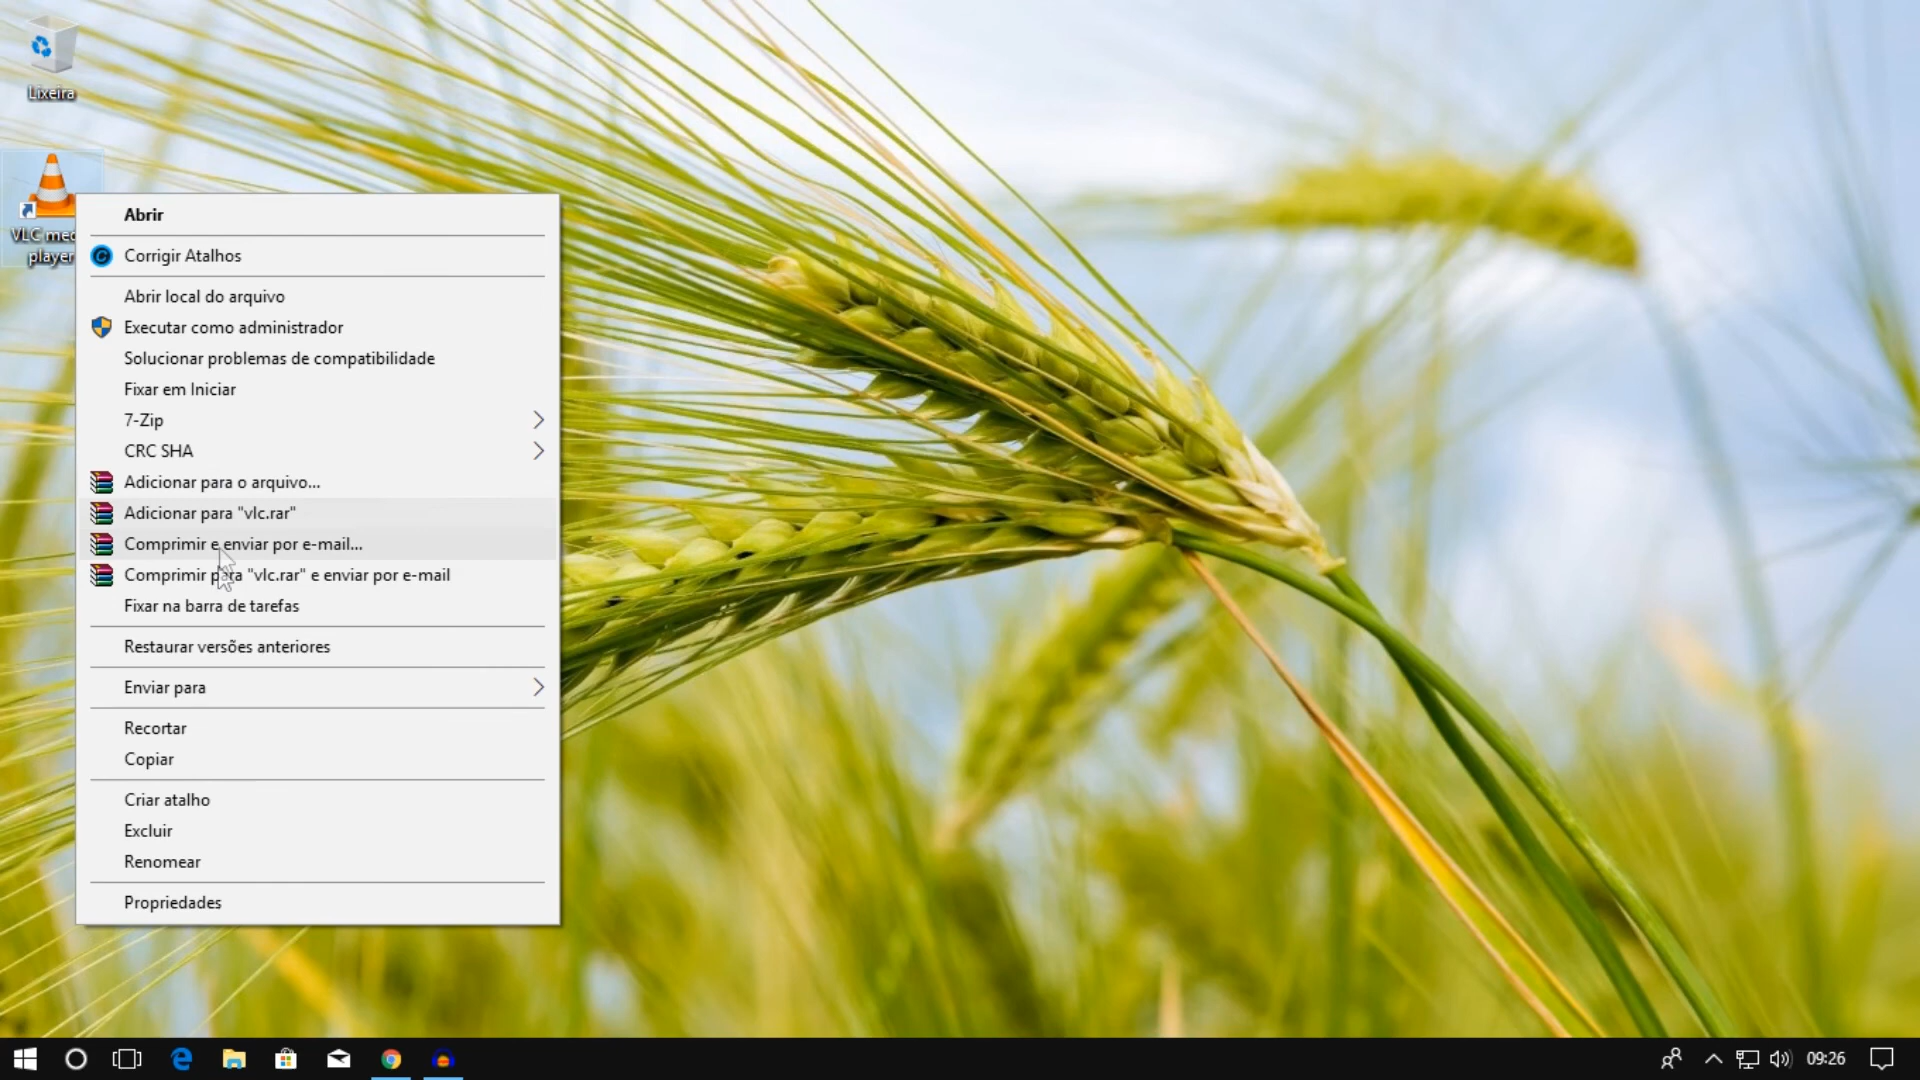 Lixeira
VLC med
player
Abrir
Corrigir Atalhos
Abrir local do arquivo
Executar como administrador
Solucionar problemas de compatibilidade
Fixar em Iniciar
7-Zip
CRC SHA
Adicionar para o arquivo...
Adicionar para "vlc.rar"
Comprimir e enviar por e-mail...
Comprimir para "vlc.rar" e enviar por e-mail
Fixar na barra de tarefas
Restaurar versões anteriores
Enviar para
Recortar
Copiar
Criar atalho
Excluir
Renomear
Propriedades
09:26